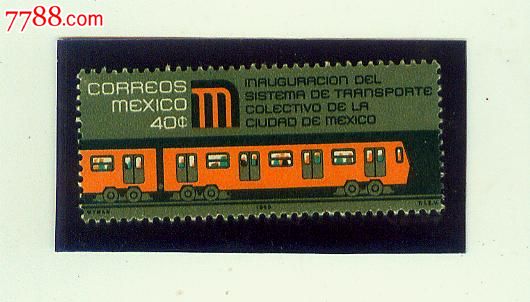 7788.com
CORREOS
MEXICO
40¢
INAUGURACION DEL
SISTEMA DE TRANSPORTE
COLECTIVO DE LA
CIUDAD DE MEXICO
1969